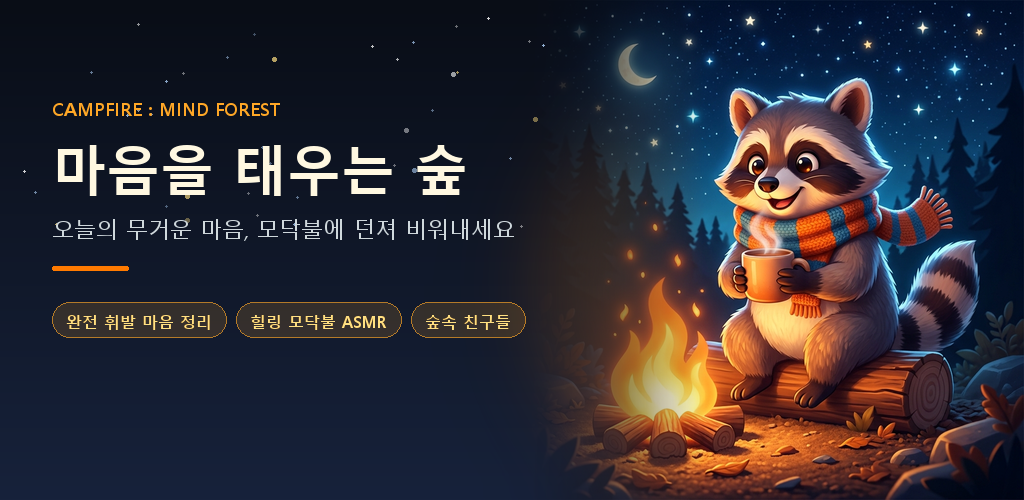 CAMPFIRE : MIND FOREST
마음을 태우는 숲
오늘의 무거운 마음, 모닥불에 던져 비워내세요
완전 휘발 마음 정리
힐링 모닥불 ASMR
숲속 친구들